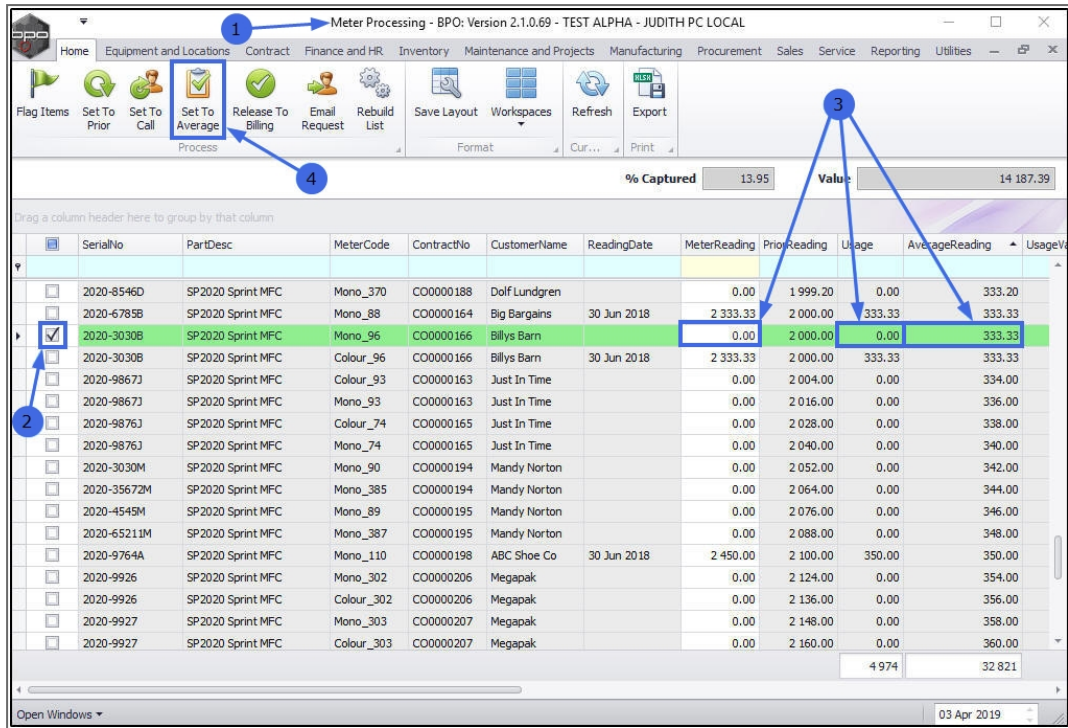 1
Meter Processing - BPO: Version 2.1.0.69 - TEST ALPHA - JUDITH PC LOCAL
bpo
Home Equipment and Locations Contract Finance and HR Inventory Maintenance and Projects Manufacturing Procurement Sales Service Reporting Utilities
Flag Items Set To Prior Set To Call Set To Average Release To Billing Email Request Rebuild List Save Layout Workspaces Refresh XLSX Export
Process Format Cur... Print
3
4
% Captured 13.95 Value 14 187.39
Drag a column header here to group by that column
SerialNo PartDesc MeterCode ContractNo CustomerName ReadingDate MeterReading PriorReading Usage AverageReading UsageVa
2020-8546D SP2020 Sprint MFC Mono_370 CO0000188 Dolf Lundgren 0.00 1 999.20 0.00 333.20
2020-6785B SP2020 Sprint MFC Mono_88 CO0000164 Big Bargains 30 Jun 2018 2 333.33 2 000.00 333.33 333.33
2020-3030B SP2020 Sprint MFC Mono_96 CO0000166 Billys Barn 0.00 2 000.00 0.00 333.33
2020-3030B SP2020 Sprint MFC Colour_96 CO0000166 Billys Barn 30 Jun 2018 2 333.33 2 000.00 333.33 333.33
2020-9867J SP2020 Sprint MFC Colour_93 CO0000163 Just In Time 0.00 2 004.00 0.00 334.00
2020-9867J SP2020 Sprint MFC Mono_93 CO0000163 Just In Time 0.00 2 016.00 0.00 336.00
2 2020-9876J SP2020 Sprint MFC Colour_74 CO0000165 Just In Time 0.00 2 028.00 0.00 338.00
2020-9876J SP2020 Sprint MFC Mono_74 CO0000165 Just In Time 0.00 2 040.00 0.00 340.00
2020-3030M SP2020 Sprint MFC Mono_90 CO0000194 Mandy Norton 0.00 2 052.00 0.00 342.00
2020-35672M SP2020 Sprint MFC Mono_385 CO0000194 Mandy Norton 0.00 2 064.00 0.00 344.00
2020-4545M SP2020 Sprint MFC Mono_89 CO0000195 Mandy Norton 0.00 2 076.00 0.00 346.00
2020-65211M SP2020 Sprint MFC Mono_387 CO0000195 Mandy Norton 0.00 2 088.00 0.00 348.00
2020-9764A SP2020 Sprint MFC Mono_110 CO0000198 ABC Shoe Co 30 Jun 2018 2 450.00 2 100.00 350.00 350.00
2020-9926 SP2020 Sprint MFC Mono_302 CO0000206 Megapak 0.00 2 124.00 0.00 354.00
2020-9926 SP2020 Sprint MFC Colour_302 CO0000206 Megapak 0.00 2 136.00 0.00 356.00
2020-9927 SP2020 Sprint MFC Mono_303 CO0000207 Megapak 0.00 2 148.00 0.00 358.00
2020-9927 SP2020 Sprint MFC Colour_303 CO0000207 Megapak 0.00 2 160.00 0.00 360.00
4 974 32 821
Open Windows 03 Apr 2019